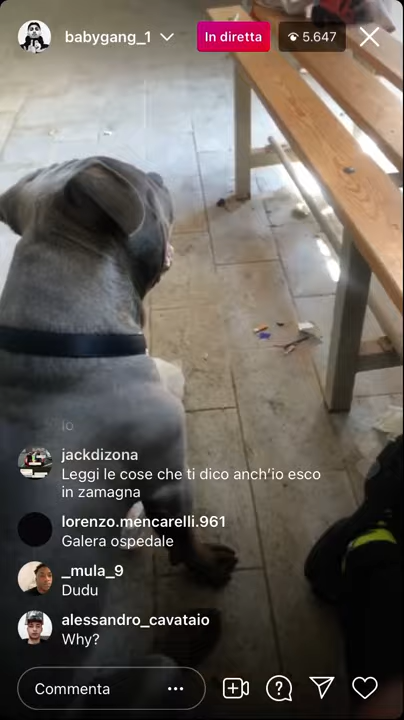 babygang_1
In diretta
5.647
Io
jackdizona
Leggi le cose che ti dico anch'io esco
in zamagna
lorenzo.mencarelli.961
Galera ospedale
_mula_9
Dudu
alessandro_cavataio
Why?
Commenta